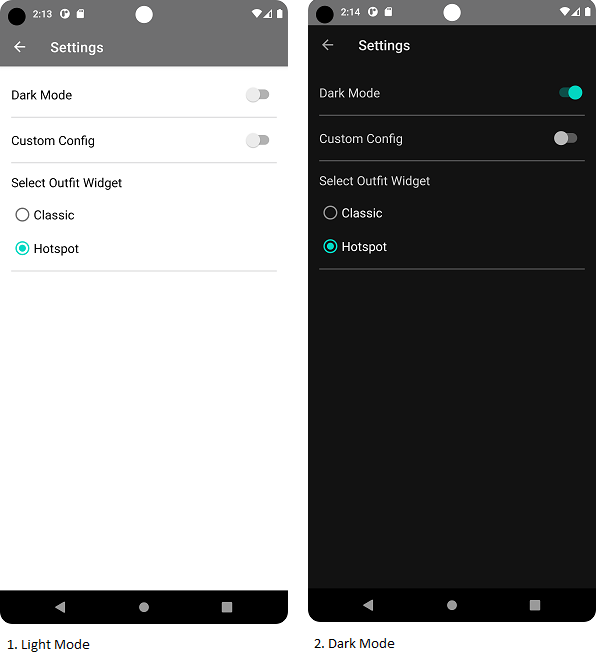 2:13
Settings
Dark Mode
Custom Config
Select Outfit Widget
Classic
Hotspot
1. Light Mode
2:14
Settings
Dark Mode
Custom Config
Select Outfit Widget
Classic
Hotspot
2. Dark Mode